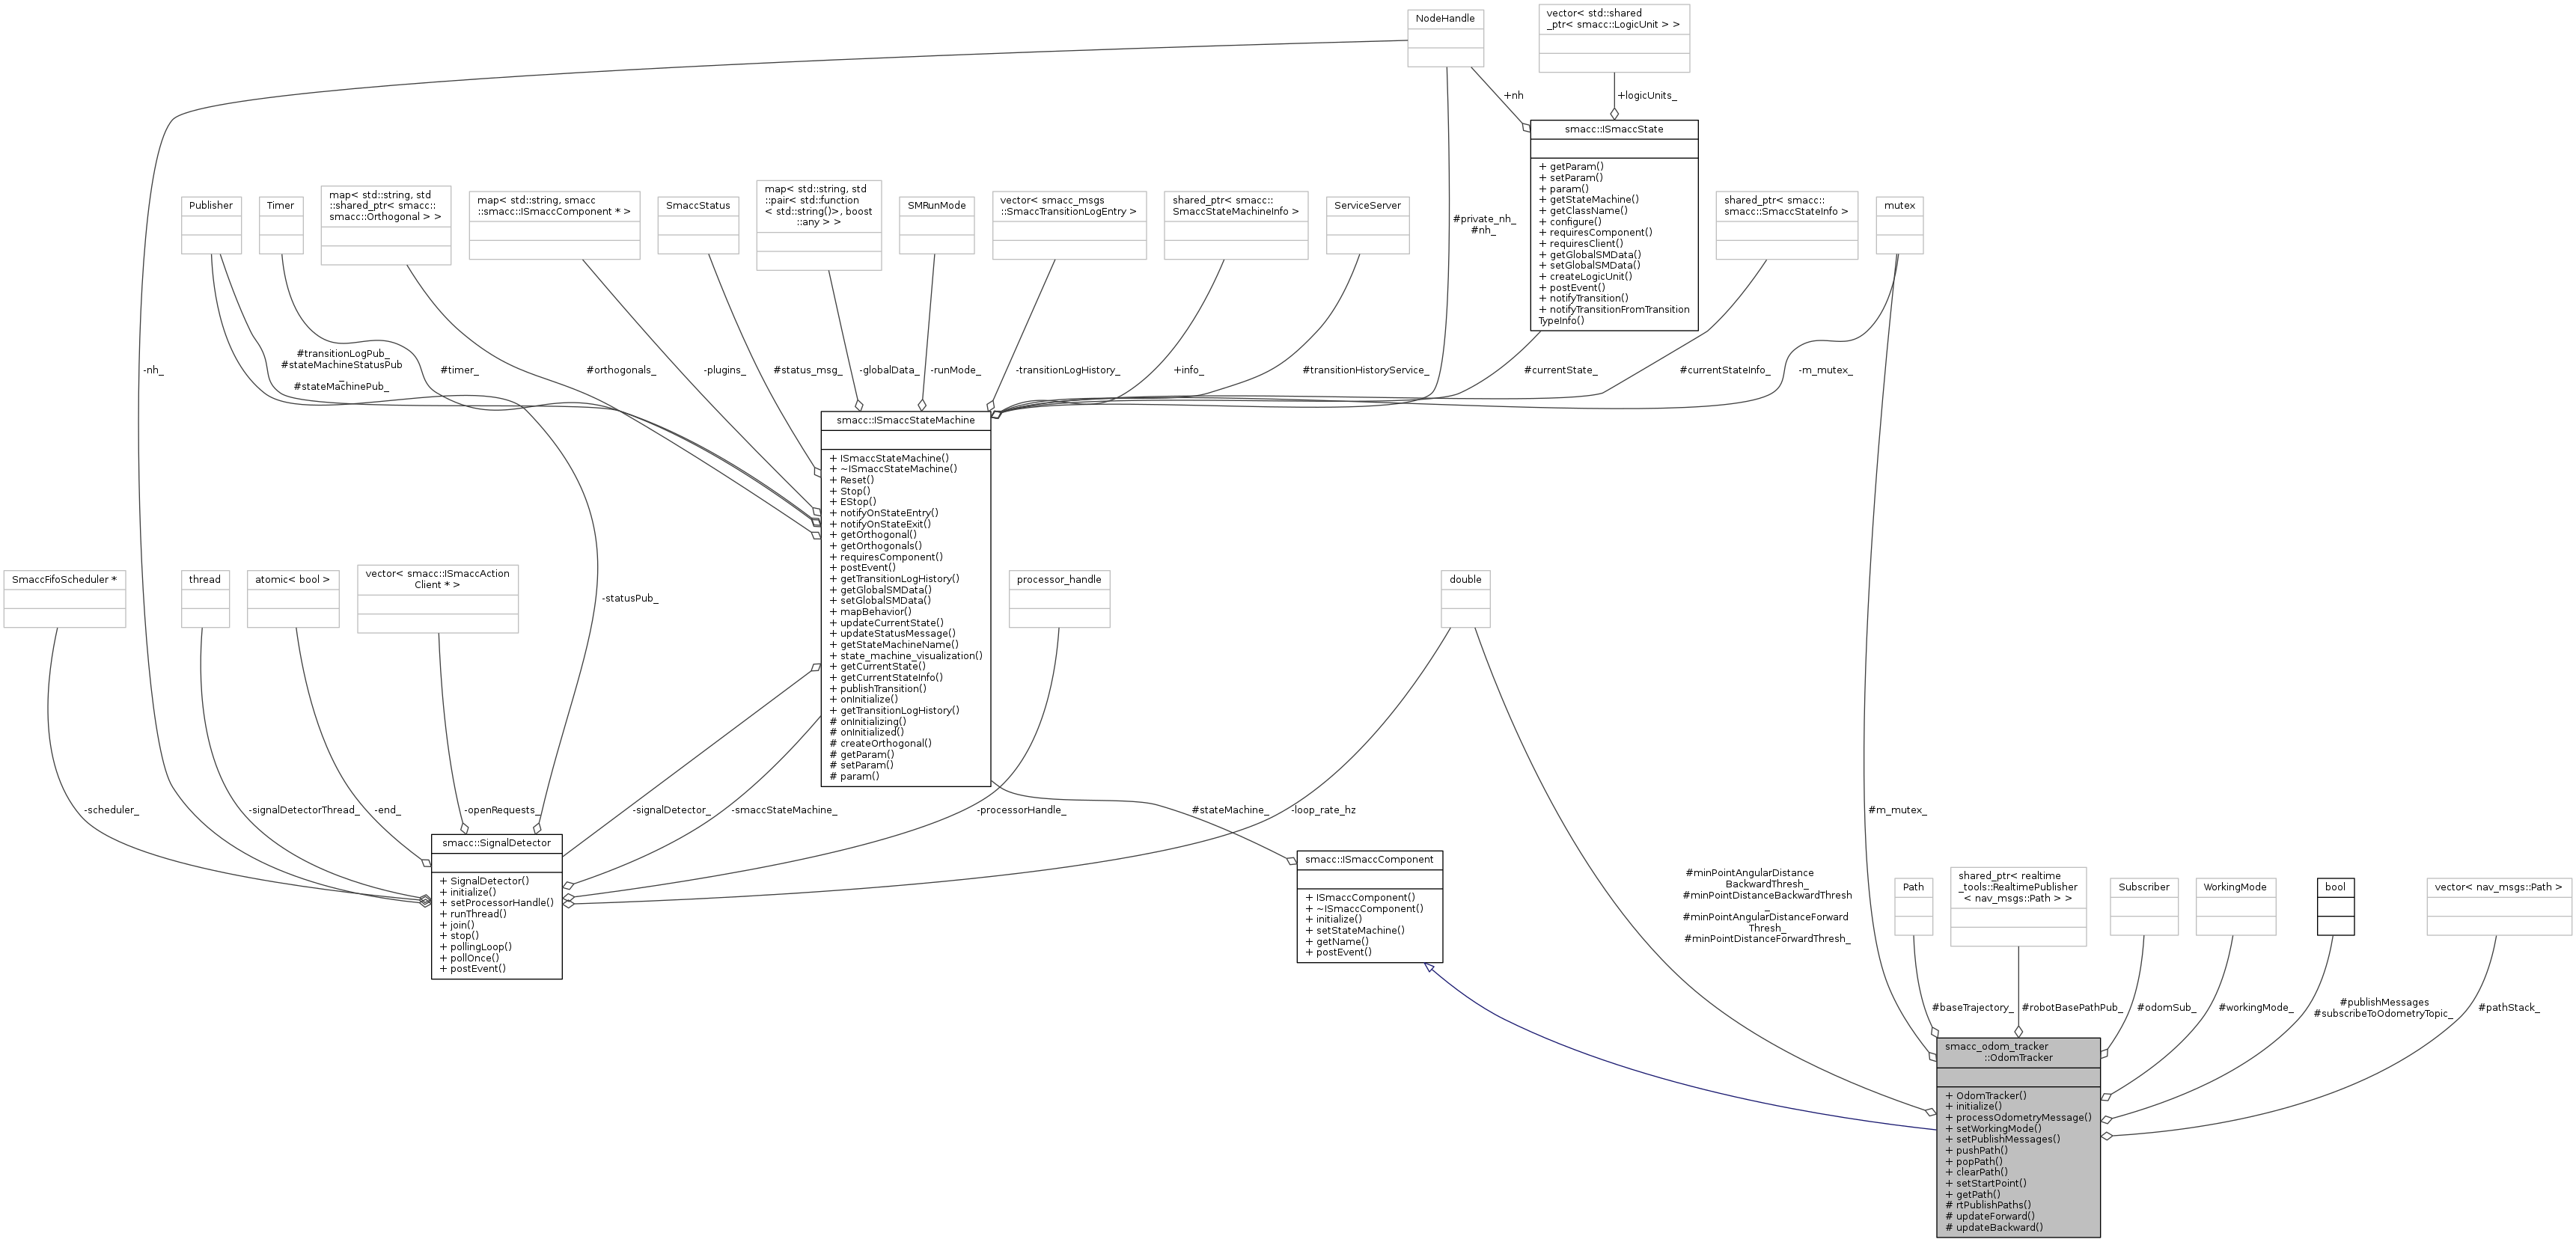 NodeHandle
vector< std::shared
_ptr< smacc::LogicUnit > >
+nh
+logicUnits_
smacc::ISmaccState
+ getParam()
+ setParam()
+ param()
+ getStateMachine()
+ getClassName()
+ configure()
+ requiresComponent()
+ requiresClient()
+ getGlobalSMData()
+ setGlobalSMData()
+ createLogicUnit()
+ postEvent()
+ notifyTransition()
+ notifyTransitionFromTransition
TypeInfo()
Publisher
Timer
map< std::string, std
::shared_ptr< smacc::
smacc::Orthogonal > >
map< std::string, smacc
::smacc::ISmaccComponent * >
SmaccStatus
map< std::string, std
::pair< std::function
< std::string()>, boost
::any > >
SMRunMode
vector< smacc_msgs
::SmaccTransitionLogEntry >
shared_ptr< smacc::
SmaccStateMachineInfo >
ServiceServer
#private_nh_
#nh_
shared_ptr< smacc::
smacc::SmaccStateInfo >
mutex
-nh_
#transitionLogPub_
#stateMachineStatusPub
_
#stateMachinePub_
#timer_
#orthogonals_
-plugins_
#status_msg_
-globalData_
-runMode_
-transitionLogHistory_
+info_
#transitionHistoryService_
#currentState_
#currentStateInfo_
-m_mutex_
smacc::ISmaccStateMachine
+ ISmaccStateMachine()
+ ~ISmaccStateMachine()
+ Reset()
+ Stop()
+ EStop()
+ notifyOnStateEntry()
+ notifyOnStateExit()
+ getOrthogonal()
+ getOrthogonals()
+ requiresComponent()
+ postEvent()
+ getTransitionLogHistory()
+ getGlobalSMData()
+ setGlobalSMData()
+ mapBehavior()
+ updateCurrentState()
+ updateStatusMessage()
+ getStateMachineName()
+ state_machine_visualization()
+ getCurrentState()
+ getCurrentStateInfo()
+ publishTransition()
+ onInitialize()
+ getTransitionLogHistory()
# onInitializing()
# onInitialized()
# createOrthogonal()
# getParam()
# setParam()
# param()
SmaccFifoScheduler *
thread
atomic< bool >
vector< smacc::ISmaccAction
Client * >
-statusPub_
processor_handle
double
-scheduler_
-signalDetectorThread_
-end_
-openRequests_
-signalDetector_
-smaccStateMachine_
-processorHandle_
#stateMachine_
-loop_rate_hz
#m_mutex_
smacc::SignalDetector
+ SignalDetector()
+ initialize()
+ setProcessorHandle()
+ runThread()
+ join()
+ stop()
+ pollingLoop()
+ pollOnce()
+ postEvent()
smacc::ISmaccComponent
+ ISmaccComponent()
+ ~ISmaccComponent()
+ initialize()
+ setStateMachine()
+ getName()
+ postEvent()
#minPointAngularDistance
BackwardThresh_
#minPointDistanceBackwardThresh
_
#minPointAngularDistanceForward
Thresh_
#minPointDistanceForwardThresh_
Path
shared_ptr< realtime
_tools::RealtimePublisher
< nav_msgs::Path > >
Subscriber
WorkingMode
bool
vector< nav_msgs::Path >
#baseTrajectory_
#robotBasePathPub_
#odomSub_
#workingMode_
#publishMessages
#subscribeToOdometryTopic_
#pathStack_
smacc_odom_tracker
::OdomTracker
+ OdomTracker()
+ initialize()
+ processOdometryMessage()
+ setWorkingMode()
+ setPublishMessages()
+ pushPath()
+ popPath()
+ clearPath()
+ setStartPoint()
+ getPath()
# rtPublishPaths()
# updateForward()
# updateBackward()